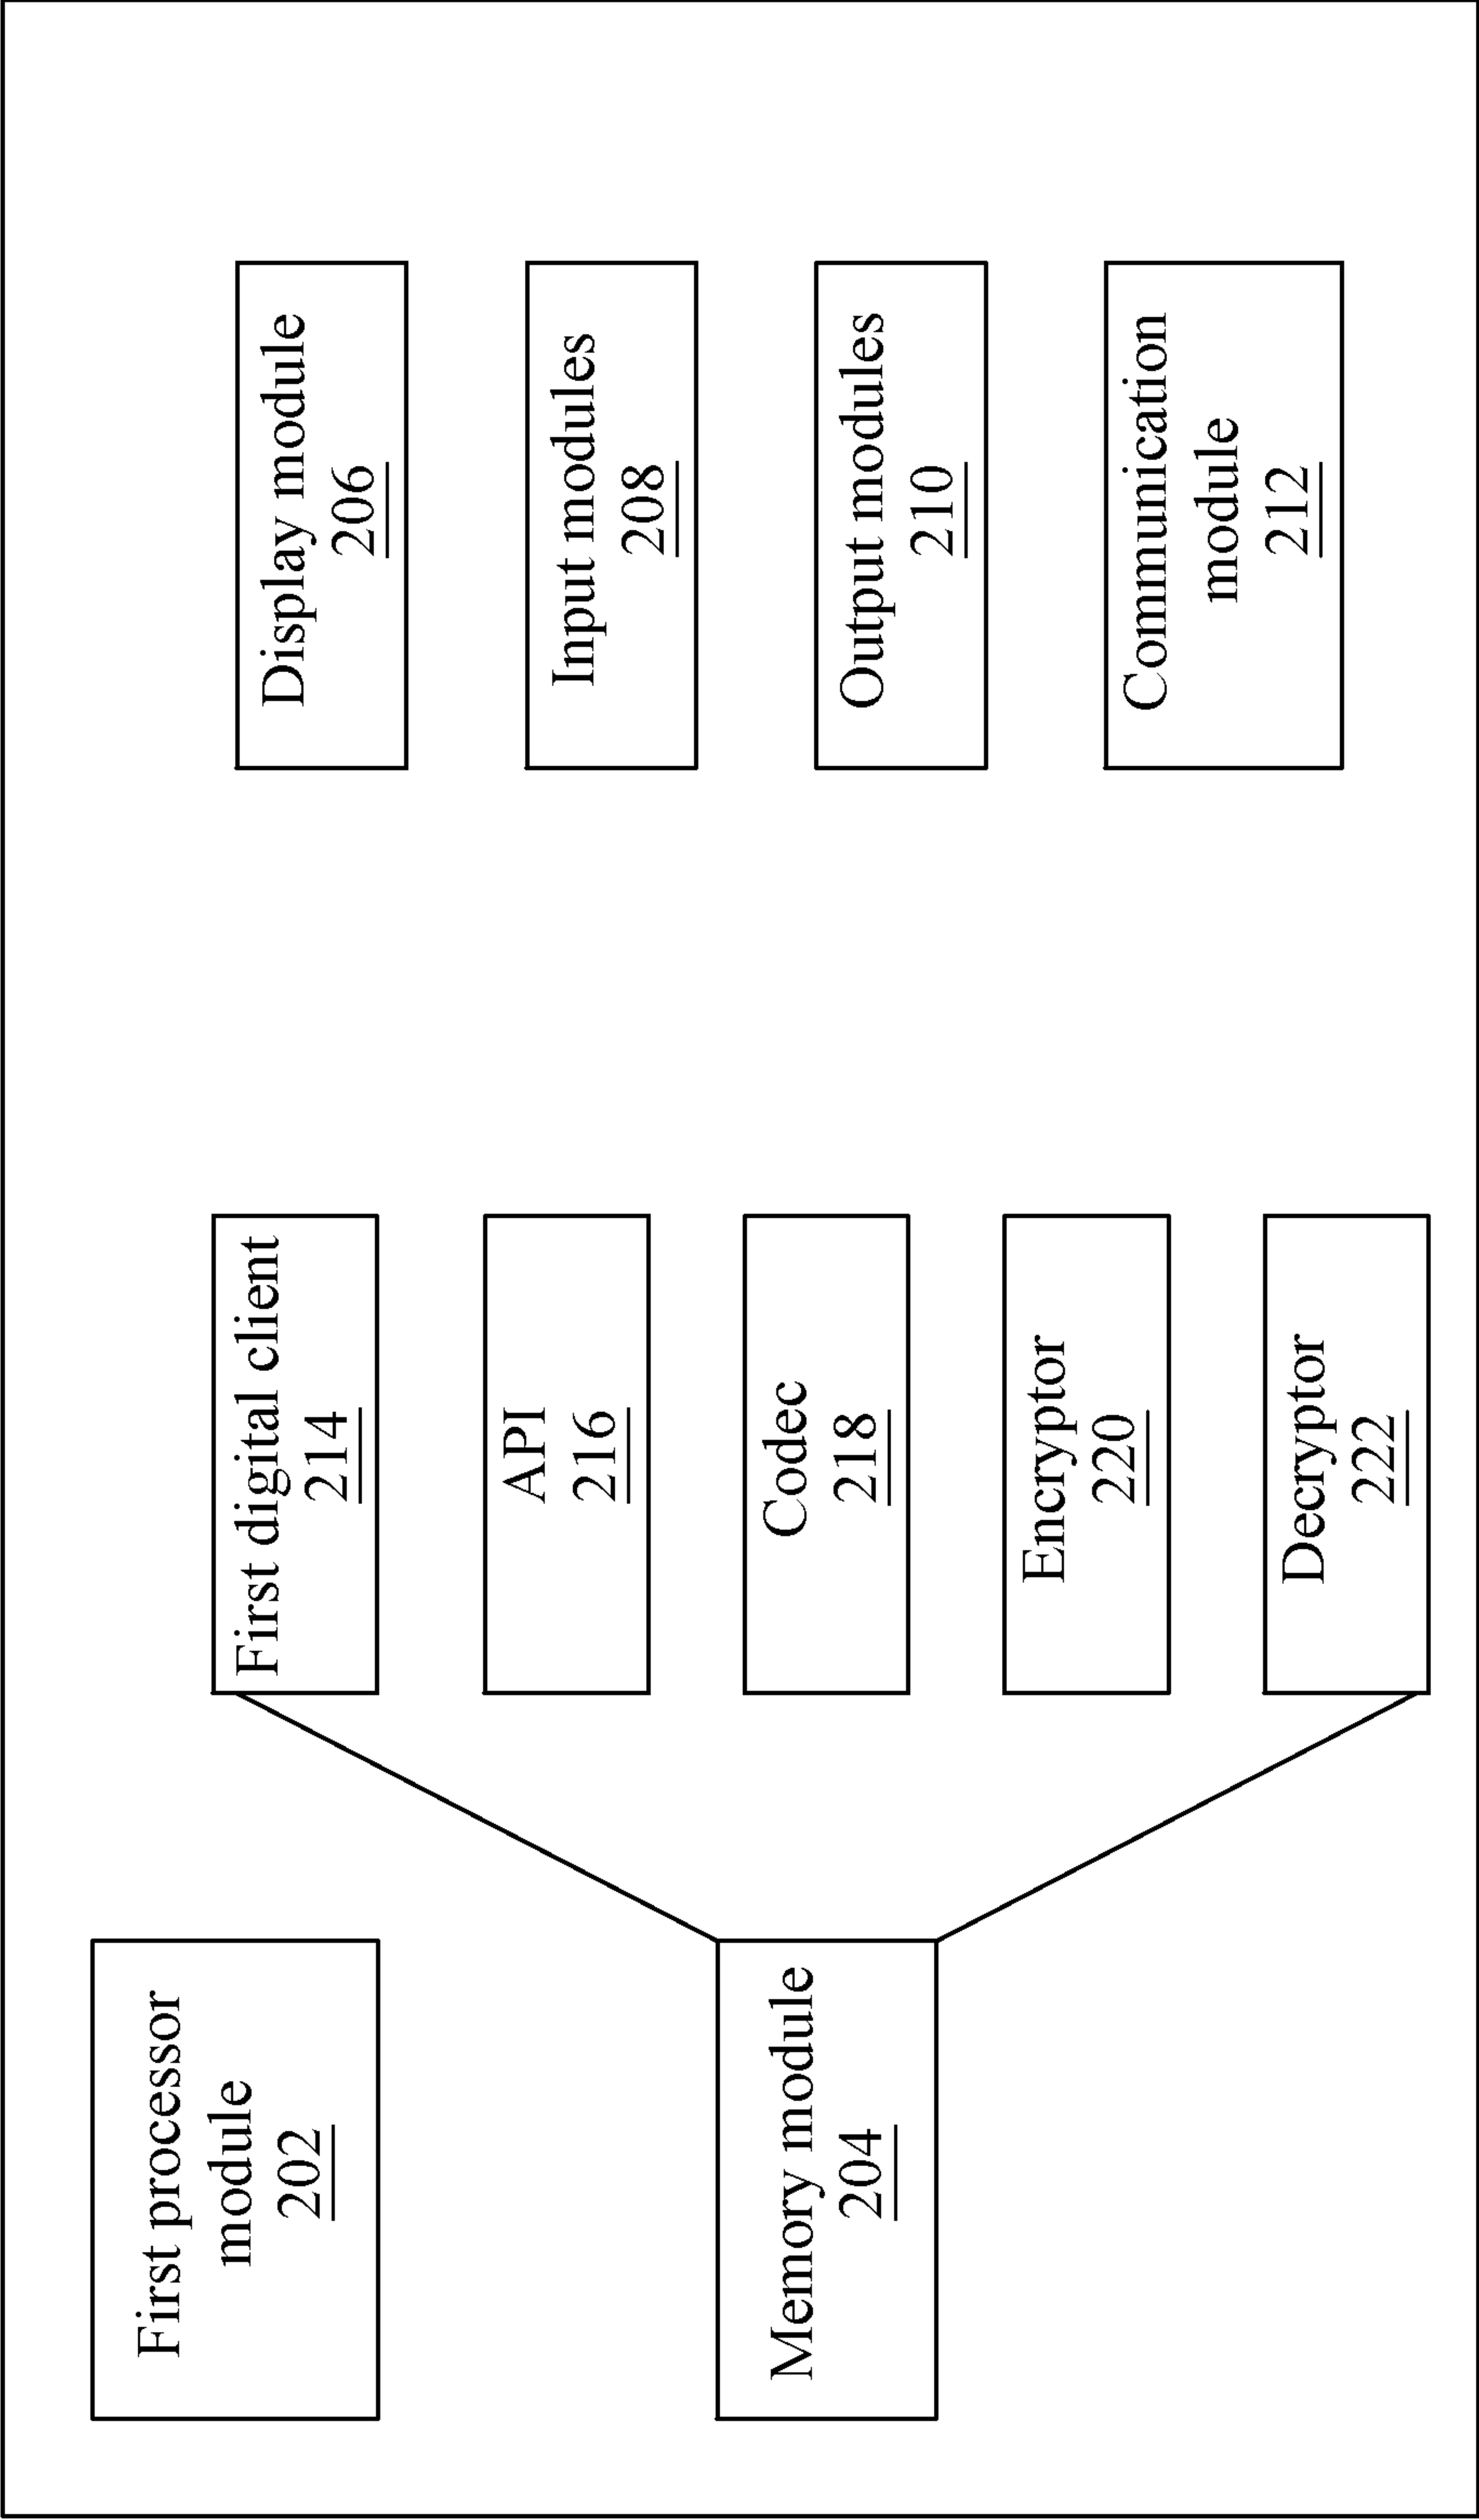 First processor
module
202
Memory module
204
First digital client
214
API
216
Codec
218
Encryptor
220
Decryptor
222
Display module
206
Input modules
208
Output modules
210
Communication
module
212